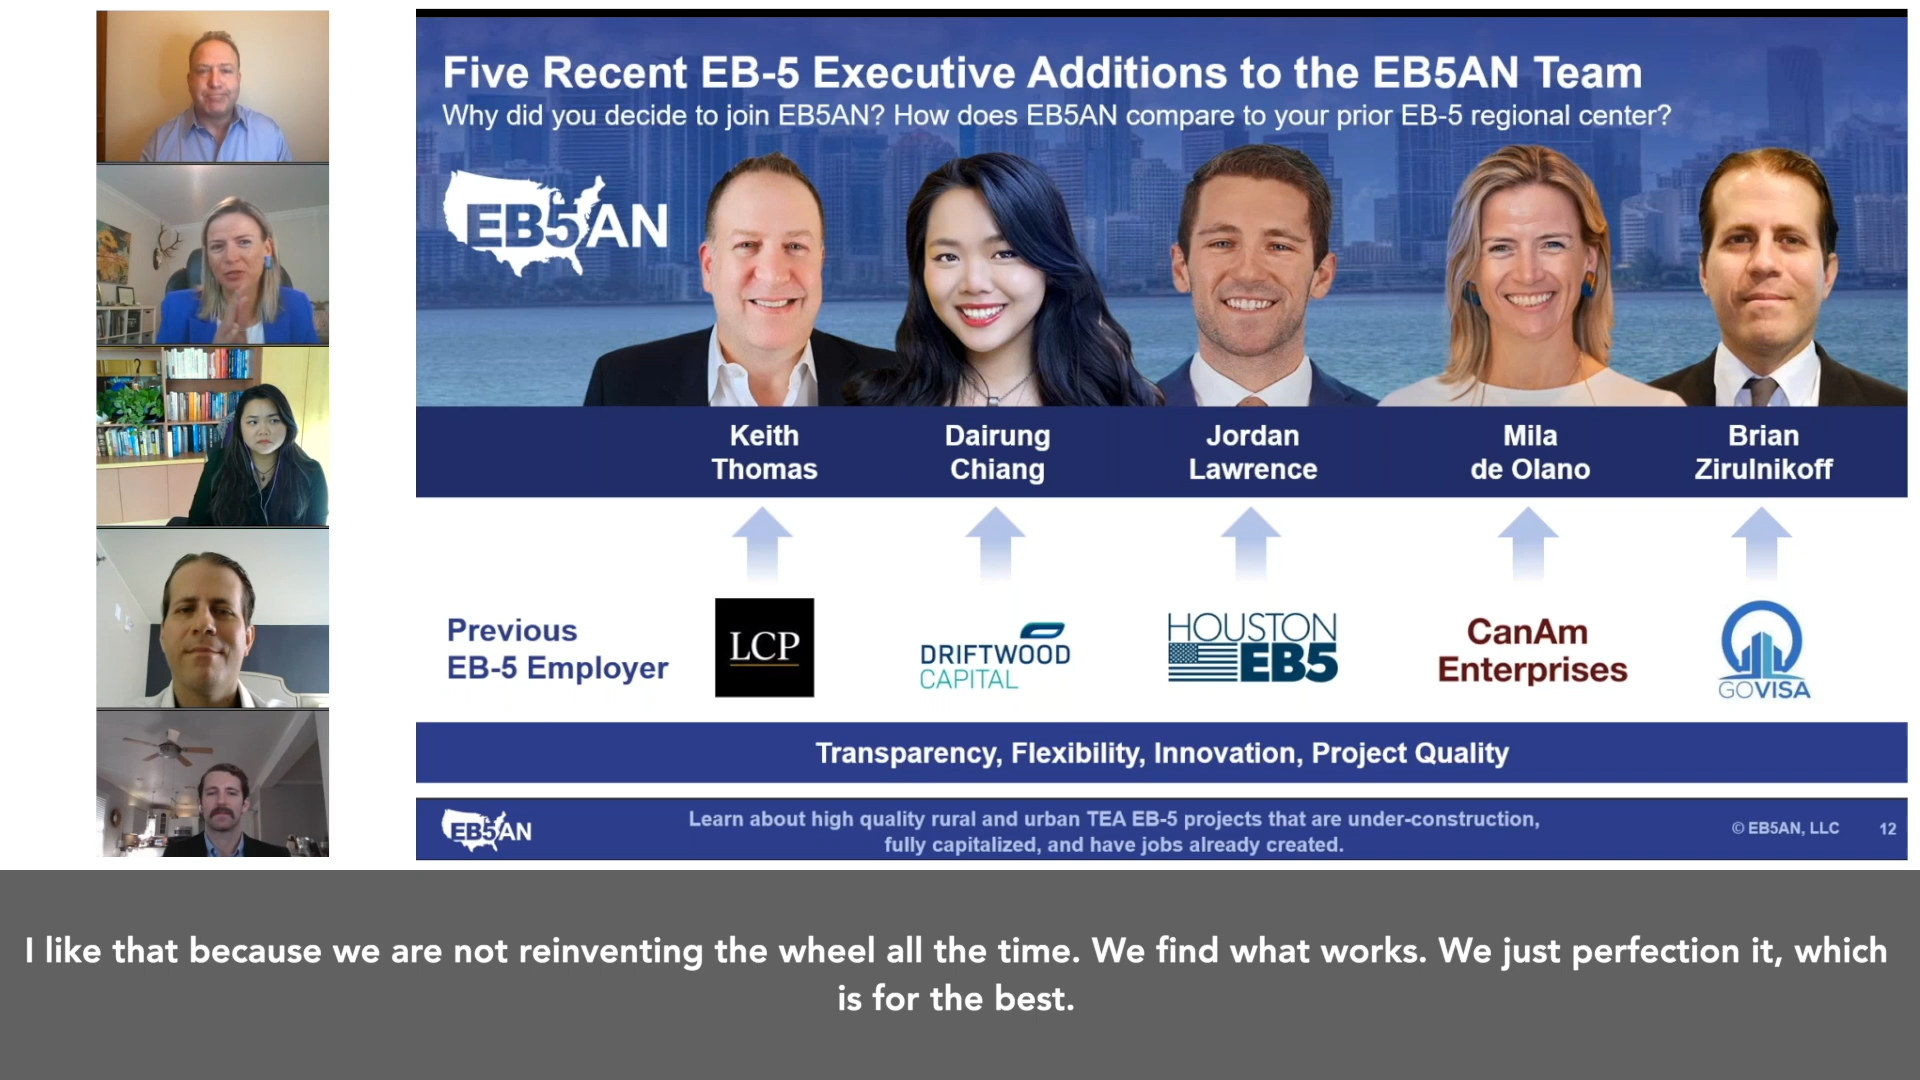 Five Recent EB-5 Executive Additions to the EB5AN Team
Why did you decide to join EB5AN? How does EB5AN compare to your prior EB-5 regional center?
EB5AN
Keith
Thomas
Dairung
Chiang
Jordan
Lawrence
Mila
de Olano
Brian
Zirulnikoff
Previous
EB-5 Employer
LCP
DRIFTWOOD
CAPITAL
HOUSTON
EB5
CanAm
Enterprises
GOVISA
Transparency, Flexibility, Innovation, Project Quality
EB5AN
Learn about high quality rural and urban TEA EB-5 projects that are under-construction,
fully capitalized, and have jobs already created.
© EB5AN, LLC 12
I like that because we are not reinventing the wheel all the time. We find what works. We just perfection it, which
is for the best.